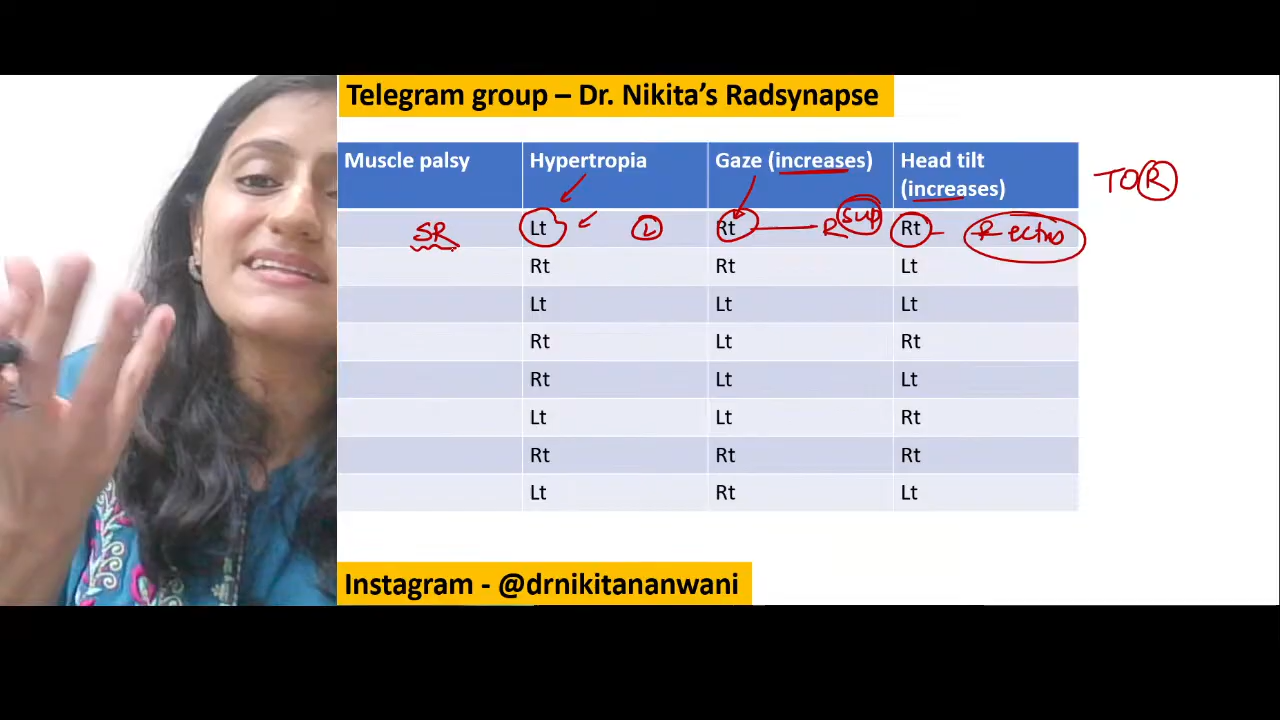 Telegram group – Dr. Nikita's Radsynapse
Muscle palsy Hypertropia Gaze (increases) Head tilt (increases)
TOR
SR Lt L Rt R Sup Rt Rectus
Rt Rt Lt
Lt Lt Lt
Rt Lt Rt
Rt Lt Lt
Lt Lt Rt
Rt Rt Rt
Lt Rt Lt
Instagram - @drnikitananwani